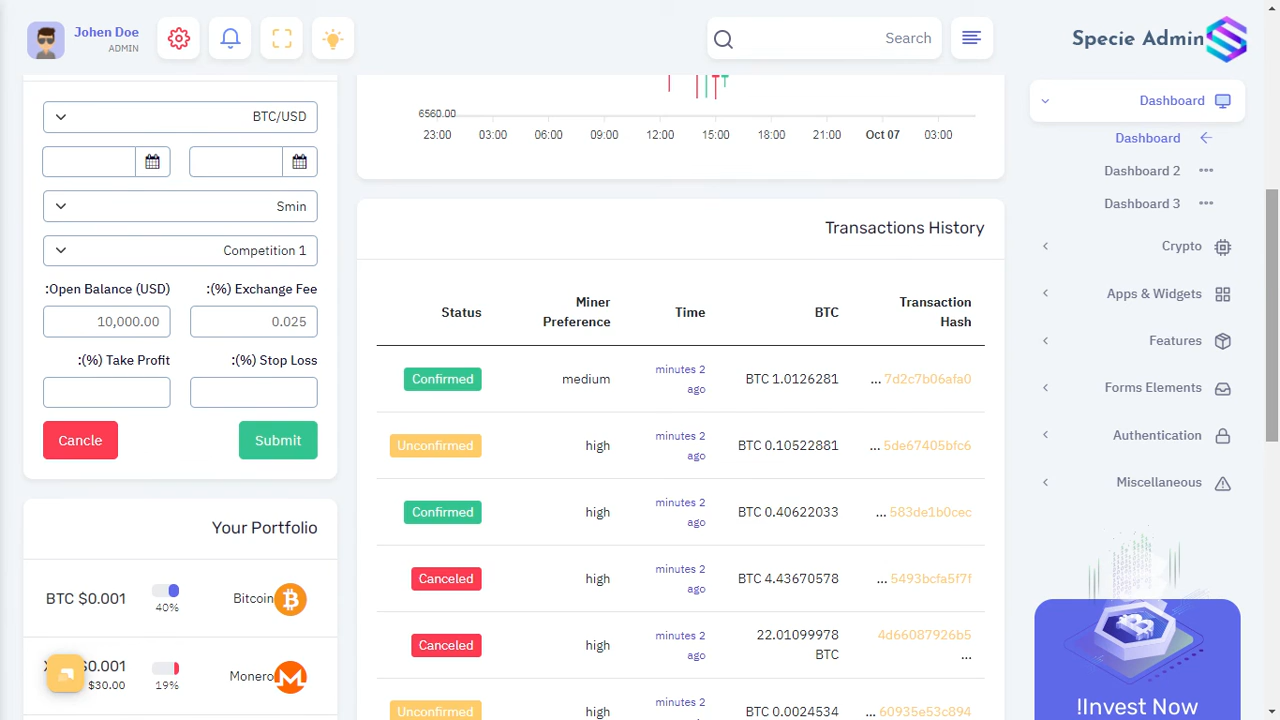 Johen Doe
ADMIN
Search
Specie Admin
Dashboard
Dashboard
Dashboard 2
Dashboard 3
Crypto
Apps & Widgets
Features
Forms Elements
Authentication
Miscellaneous
!Invest Now
6560.00
23:00 03:00 06:00 09:00 12:00 15:00 18:00 21:00 Oct 07 03:00
Transactions History
Transaction Hash BTC Time Miner Preference Status
... 7d2c7b06afa0 BTC 1.0126281 minutes 2 ago medium Confirmed
... 5de67405bfc6 BTC 0.10522881 minutes 2 ago high Unconfirmed
... 583de1b0cec BTC 0.40622033 minutes 2 ago high Confirmed
... 5493bcfa5f7f BTC 4.43670578 minutes 2 ago high Canceled
4d66087926b5 ... 22.01099978 BTC minutes 2 ago high Canceled
... 60935e53c894 BTC 0.0024534 minutes 2 ago high Unconfirmed
BTC/USD
Smin
Competition 1
:Open Balance (USD) :(%) Exchange Fee
10,000.00 0.025
:(%) Take Profit :(%) Stop Loss
Cancle Submit
Your Portfolio
BTC $0.001 40% Bitcoin
$0.001 $30.00 19% Monero